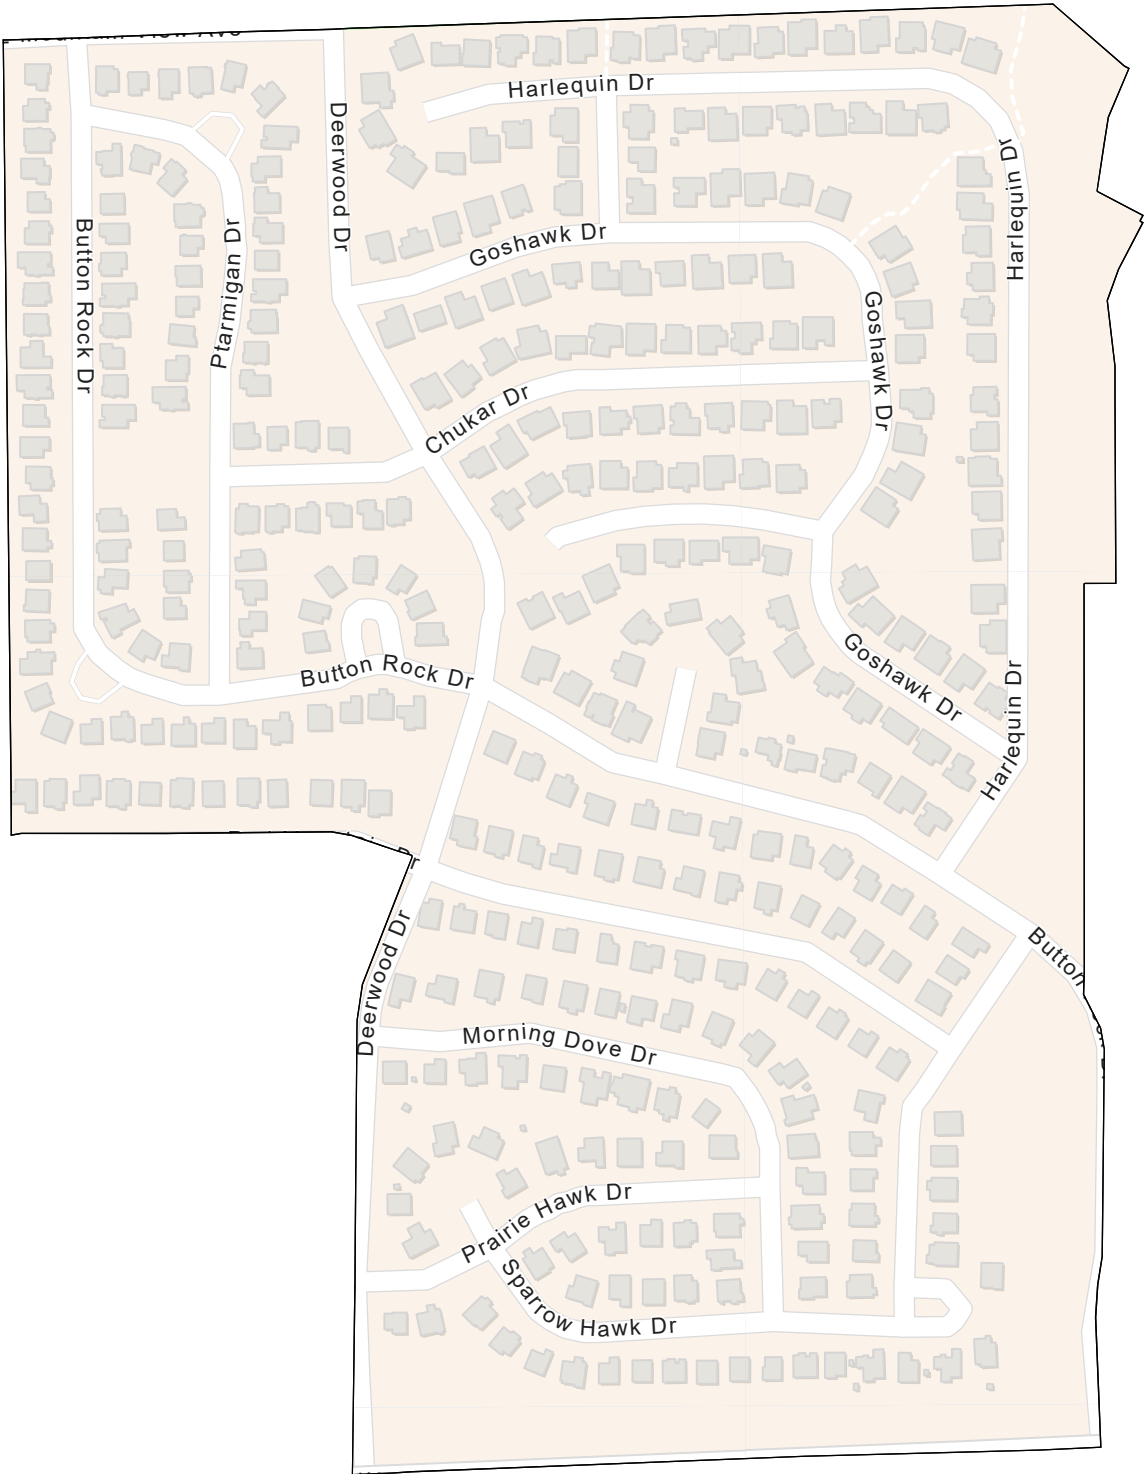 Harlequin Dr
Deerwood Dr
Harlequin Dr
Button Rock Dr
Ptarmigan Dr
Goshawk Dr
Goshawk Dr
Chukar Dr
Button Rock Dr
Goshawk Dr
Harlequin Dr
Deerwood Dr
Button
Morning Dove Dr
Prairie Hawk Dr
Sparrow Hawk Dr